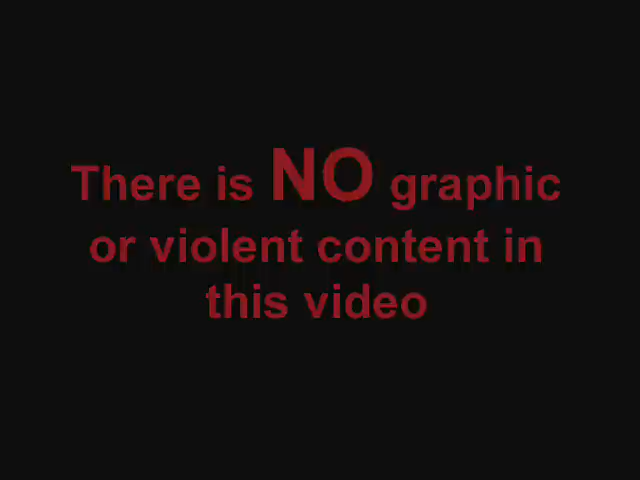 There is NO graphic
or violent content in
this video